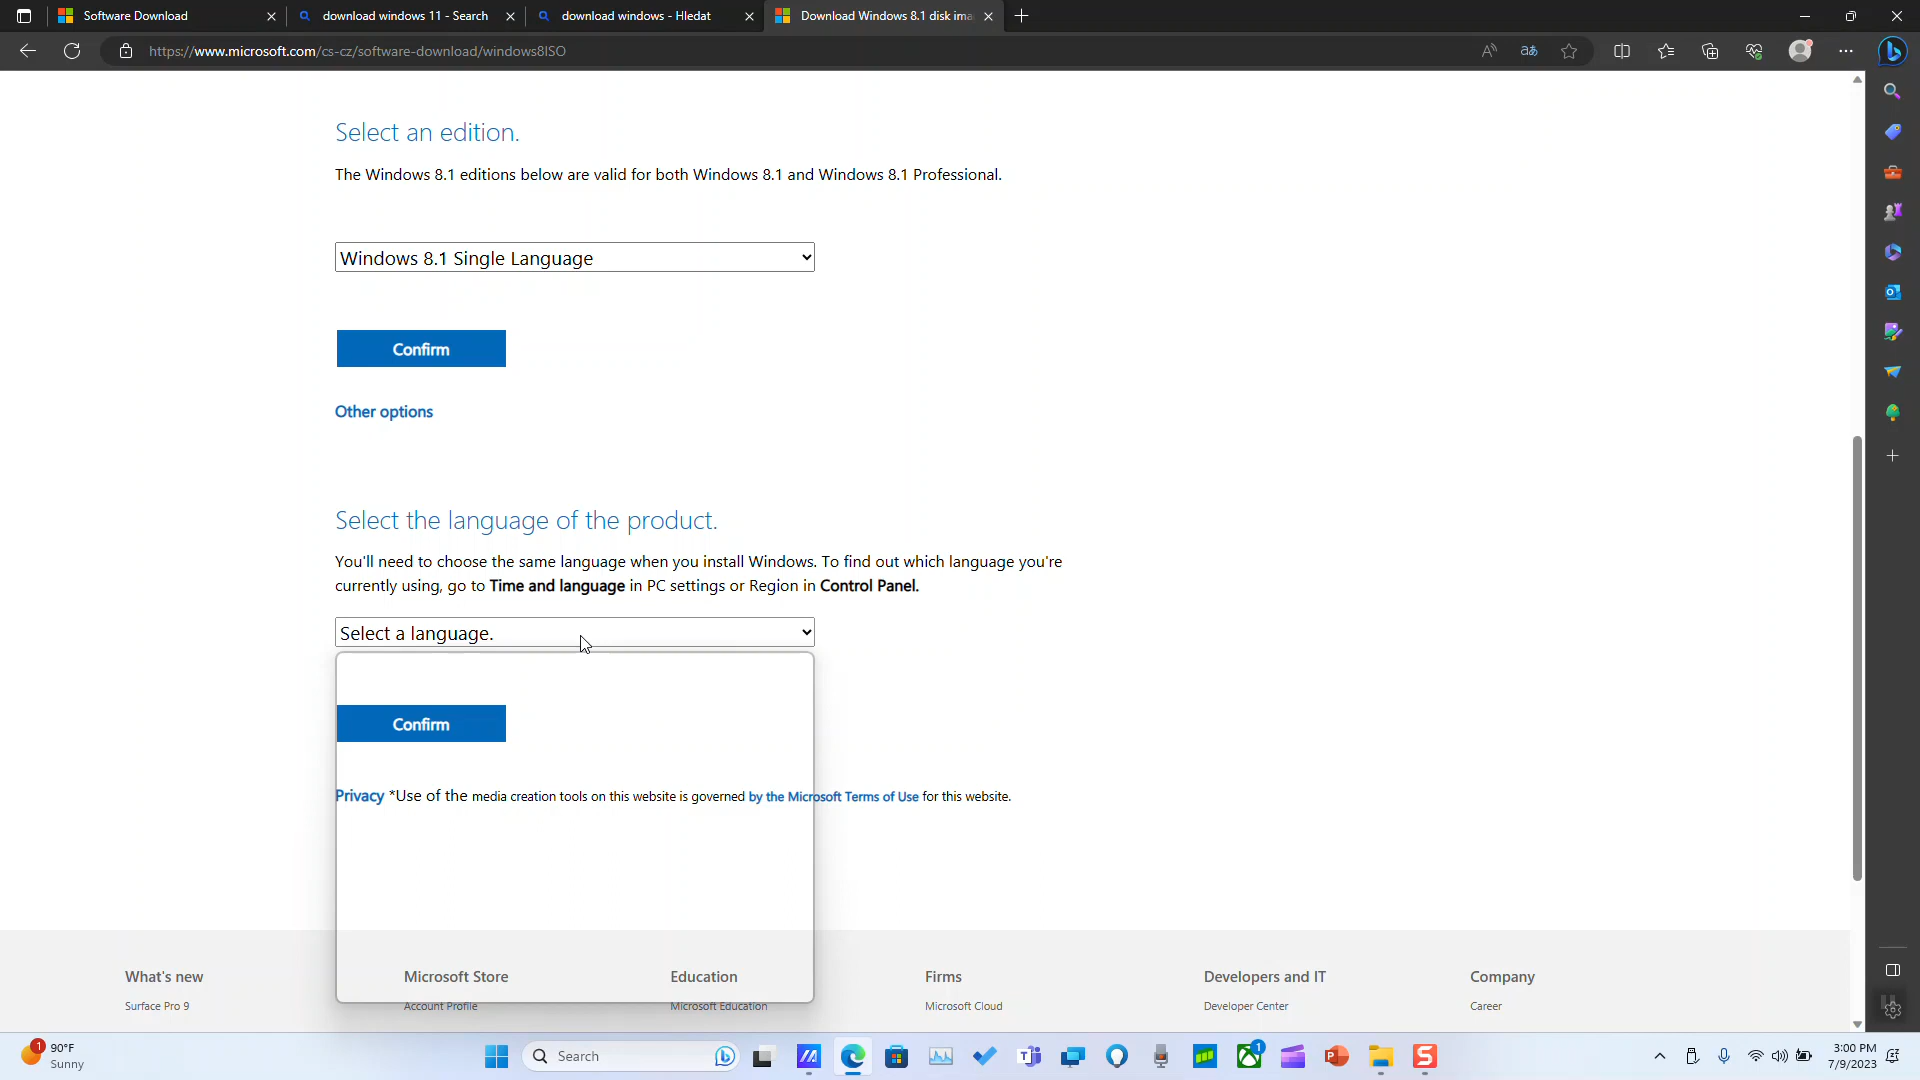 Software Download
download windows 11 - Search
download windows - Hledat
Download Windows 8.1 disk ima
https://www.microsoft.com/cs-cz/software-download/windows8ISO
Select an edition.
The Windows 8.1 editions below are valid for both Windows 8.1 and Windows 8.1 Professional.
Windows 8.1 Single Language
Confirm
Other options
Select the language of the product.
You'll need to choose the same language when you install Windows. To find out which language you're
currently using, go to Time and language in PC settings or Region in Control Panel.
Select a language.
Confirm
Privacy *Use of the media creation tools on this website is governed by the Microsoft Terms of Use for this website.
What's new
Microsoft Store
Education
Firms
Developers and IT
Company
Surface Pro 9
Account Profile
Microsoft Education
Microsoft Cloud
Developer Center
Career
1
90°F
Sunny
Search
1
3:00 PM
7/9/2023